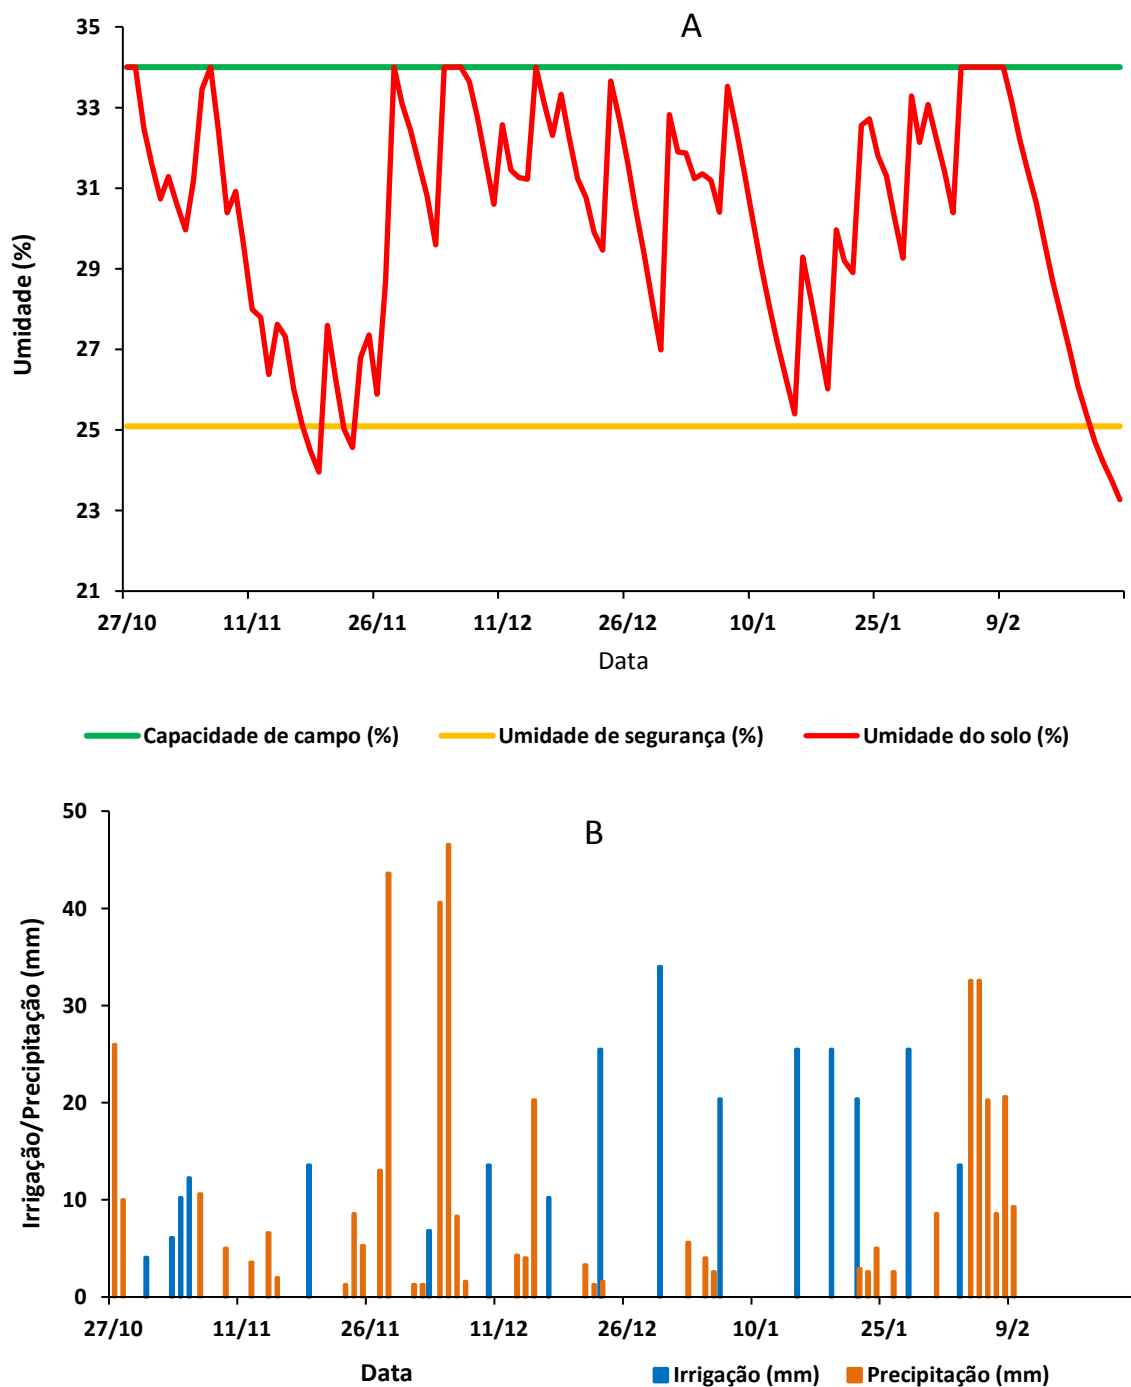 A
35
33
31
29
27
25
23
21
Umidade (%)
27/10 11/11 26/11 11/12 26/12 10/1 25/1 9/2
Data
Capacidade de campo (%) Umidade de segurança (%) Umidade do solo (%)
B
50
40
30
20
10
0
Irrigação/Precipitação (mm)
27/10 11/11 26/11 11/12 26/12 10/1 25/1 9/2
Data
Irrigação (mm) Precipitação (mm)